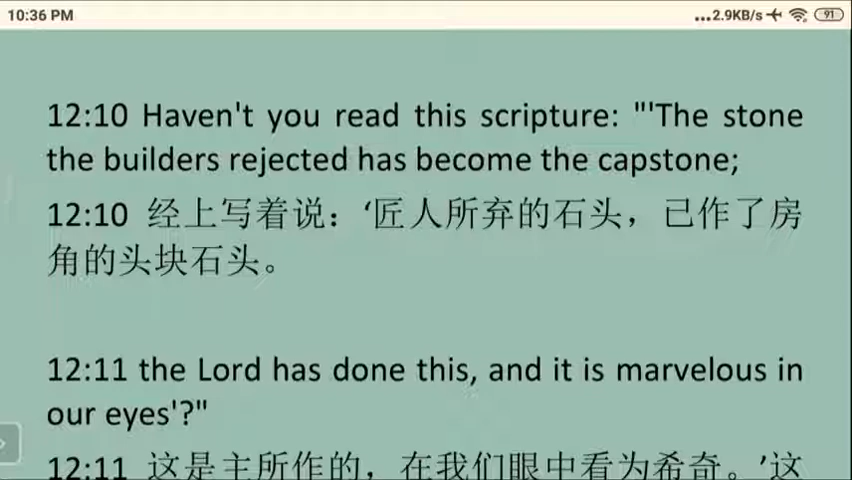 10:36 PM
...2.9KB/s
91
12:10 Haven't you read this scripture: "'The stone
the builders rejected has become the capstone;
12:10 经上写着说：‘匠人所弃的石头，已作了房
角的头块石头。
12:11 the Lord has done this, and it is marvelous in
our eyes'?"
12:11 这是主所作的，在我们眼中看为希奇。’这